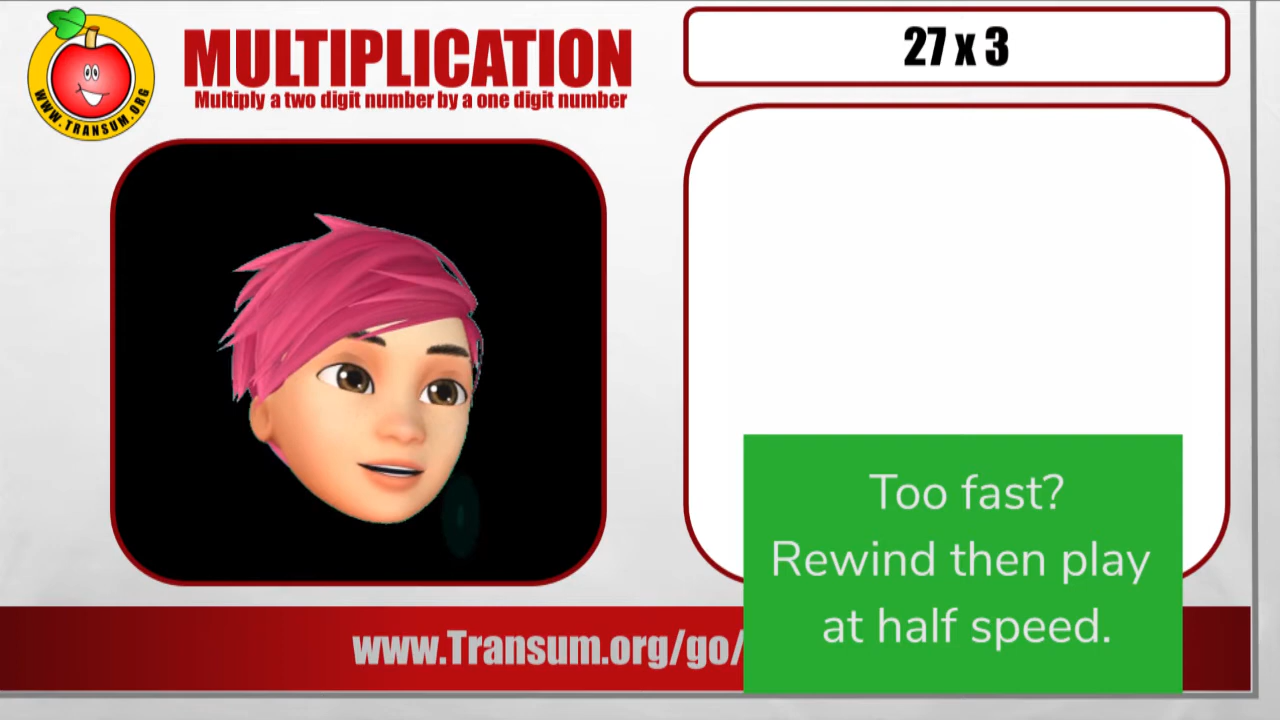 WWW.TRANSUM.ORG
MULTIPLICATION
Multiply a two digit number by a one digit number
27 x 3
Too fast?
Rewind then play
at half speed.
www.Transum.org/go/